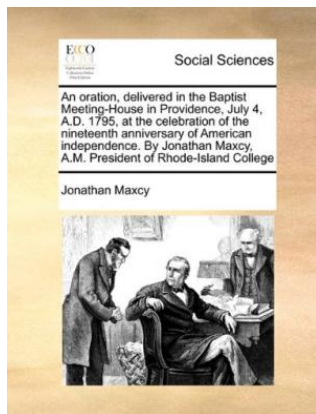 ECCO
Social Sciences
An oration, delivered in the Baptist
Meeting-House in Providence, July 4,
A.D. 1795, at the celebration of the
nineteenth anniversary of American
independence. By Jonathan Maxcy,
A.M. President of Rhode-Island College
Jonathan Maxcy